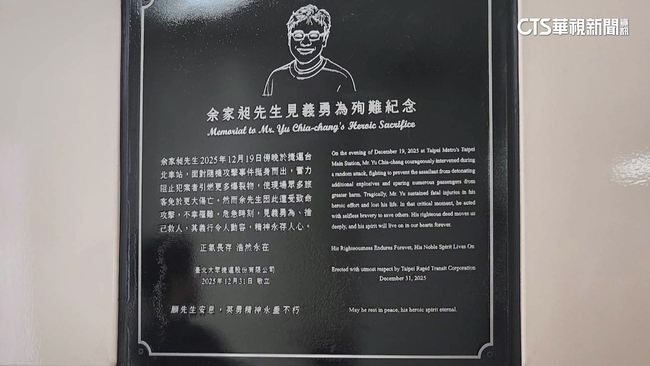 CTS華視新聞資訊
余家昶先生見義勇為殉難紀念
Memorial to Mr. Yu Chia-chang's Heroic Sacrifice
余家昶先生2025年12月19日傍晚於捷運台
北車站，面對隨機攻擊事件挺身而出，奮力
阻止犯案者引燃更多爆裂物，使現場眾多旅
客免於更大傷亡。然而余先生因此遭受致命
攻擊，不幸罹難。危急時刻，見義勇為、捨
己救人，其義行令人動容，精神永存人心。
正氣長存 浩然永在
臺北大眾捷運股份有限公司
2025年12月31日 敬立
願先生安息，英勇精神永垂不朽
On the evening of December 19, 2025 at Taipei Metro's Taipei
Main Station, Mr. Yu Chia-chang courageously intervened during
a random attack, fighting to prevent the assailant from detonating
additional explosives and sparing numerous passengers from
greater harm. Tragically, Mr. Yu sustained fatal injuries in his
heroic effort and lost his life. In that critical moment, he acted
with selfless bravery to save others. His righteous deed moves us
deeply, and his spirit will live on in our hearts forever.
His Righteousness Endures Forever, His Noble Spirit Lives On
Erected with utmost respect by Taipei Rapid Transit Corporation
December 31, 2025
May he rest in peace, his heroic spirit eternal.